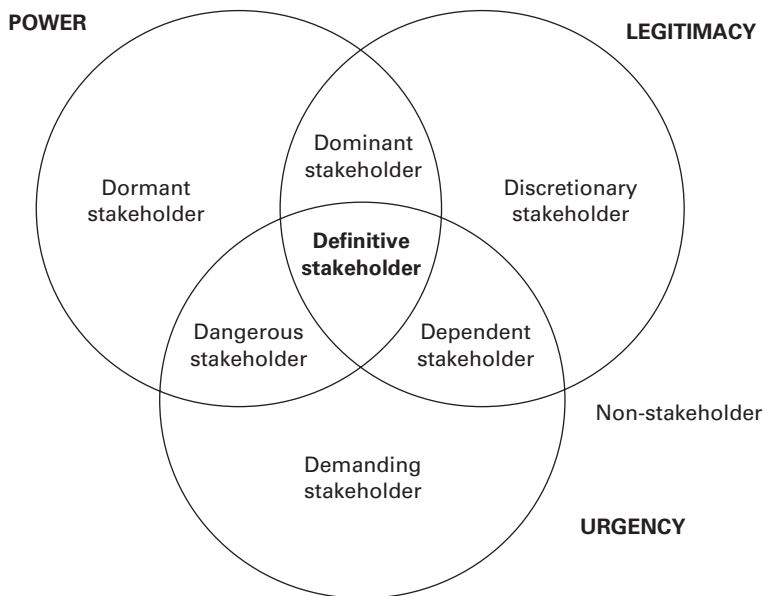 POWER
LEGITIMACY
Dominant
stakeholder
Dormant
stakeholder
Discretionary
stakeholder
Definitive
stakeholder
Dangerous
stakeholder
Dependent
stakeholder
Non-stakeholder
Demanding
stakeholder
URGENCY